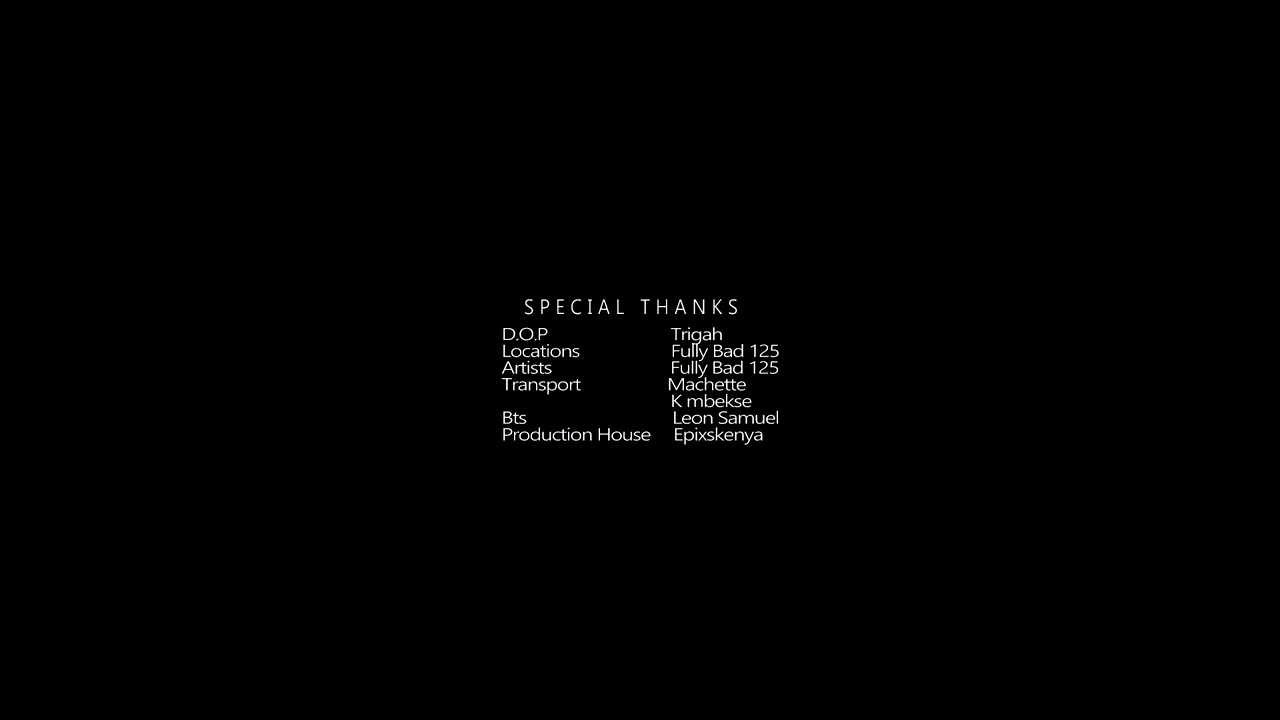 SPECIAL THANKS
D.O.P Trigah
Locations Fully Bad 125
Artists Fully Bad 125
Transport Machette
K mbekse
Bts Leon Samuel
Production House Epixskenya